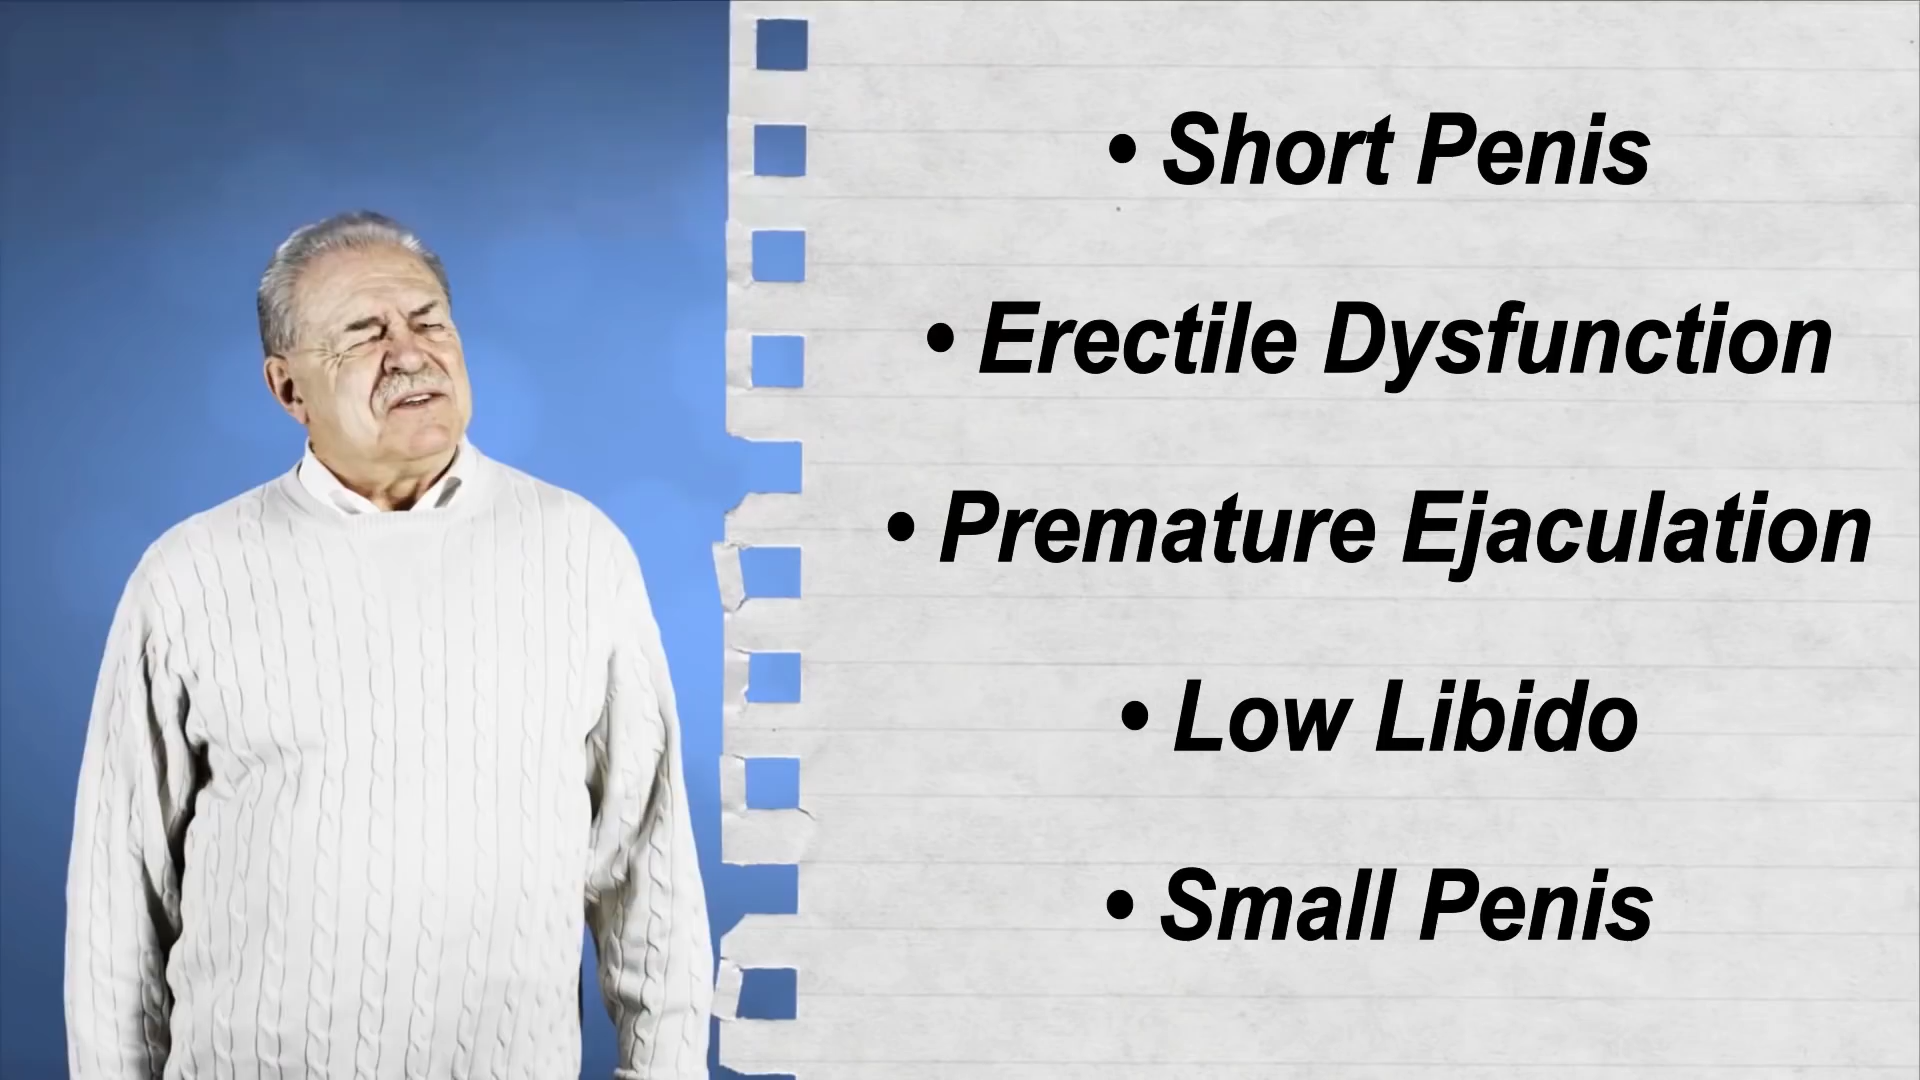 • Short Penis
• Erectile Dysfunction
• Premature Ejaculation
• Low Libido
• Small Penis